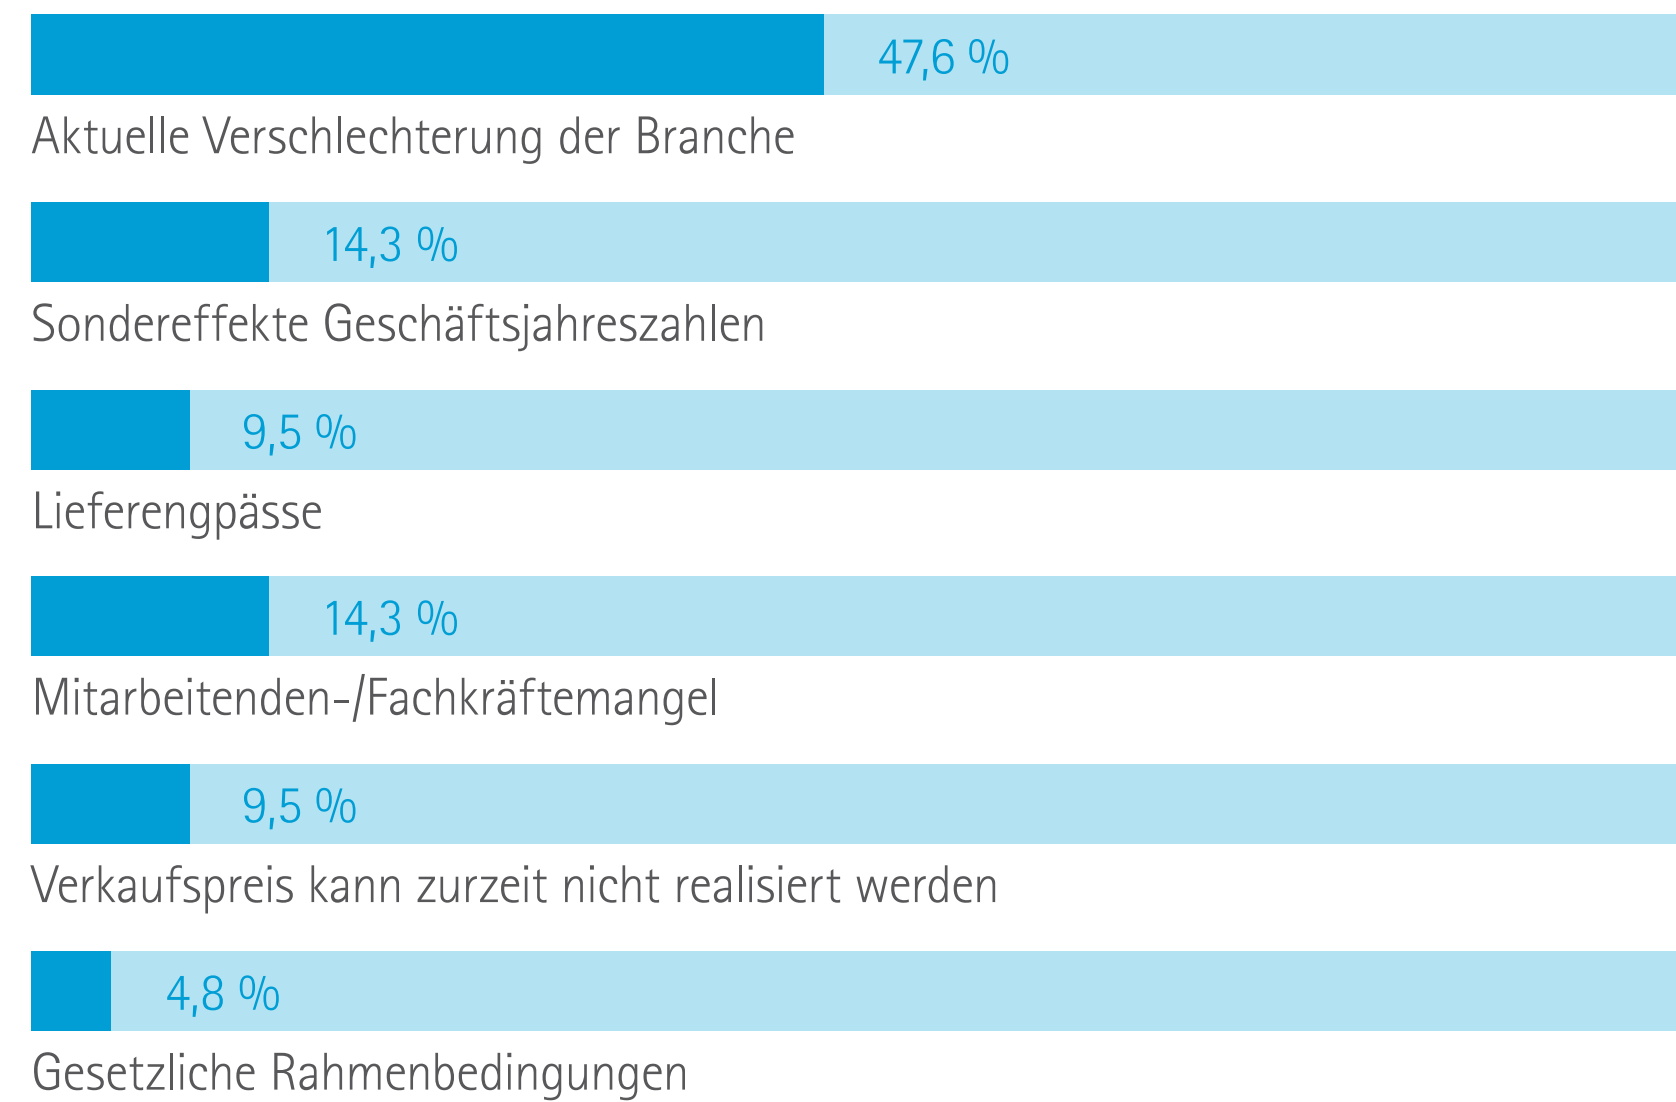 47,6 %
Aktuelle Verschlechterung der Branche
14,3 %
Sondereffekte Geschäftsjahreszahlen
9,5 %
Lieferengpässe
14,3 %
Mitarbeitenden-/Fachkräftemangel
9,5 %
Verkaufspreis kann zurzeit nicht realisiert werden
4,8 %
Gesetzliche Rahmenbedingungen